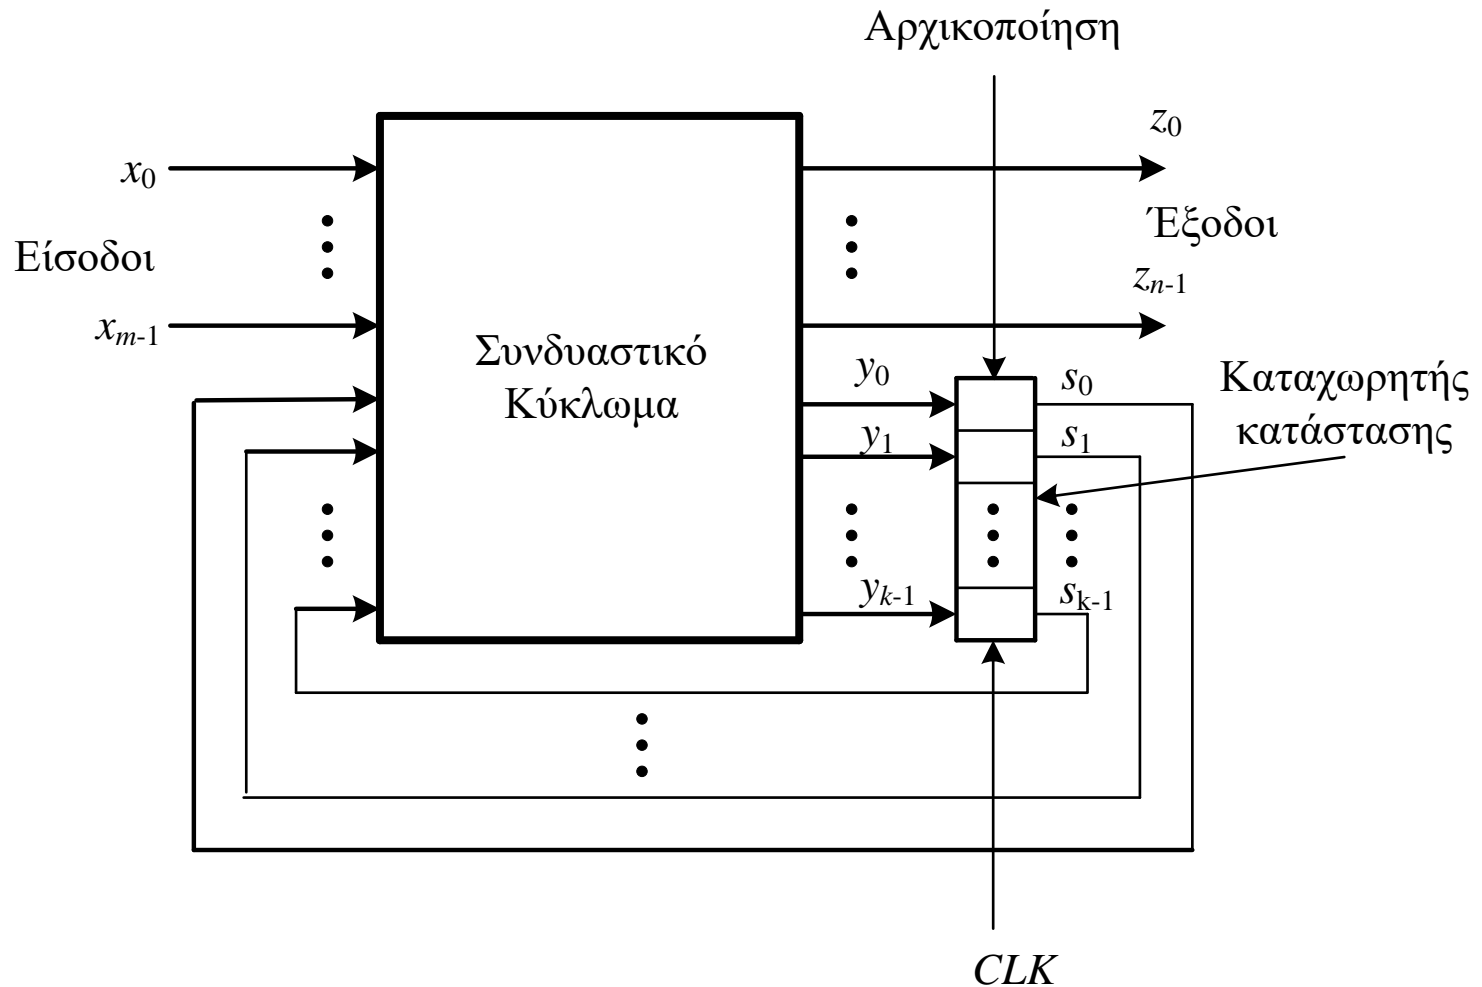 Αρχικοποίηση
z0
x0
Έξοδοι
Είσοδοι
zn-1
xm-1
Συνδυαστικό
Κύκλωμα
y0
s0
Καταχωρητής
κατάστασης
y1
s1
yk-1
sk-1
CLK